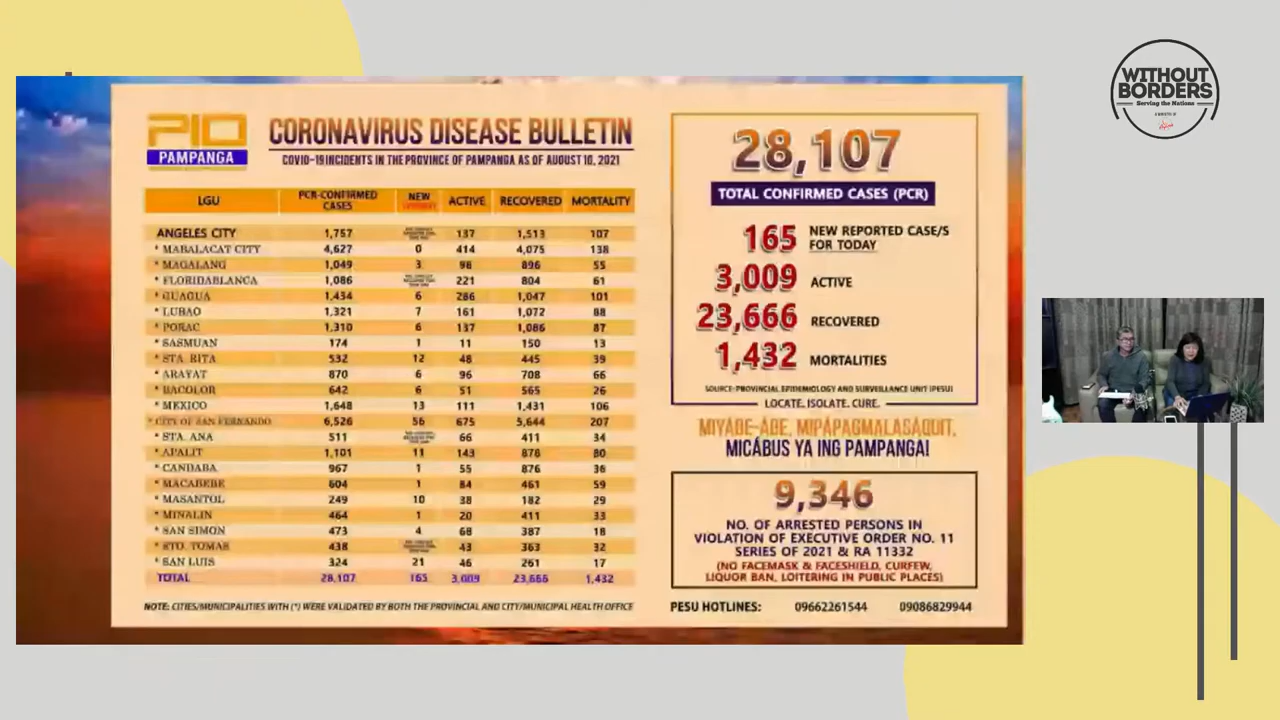 WITHOUT
BORDERS
Serving the Nations
PIO
PAMPANGA
CORONAVIRUS DISEASE BULLETIN
COVID-19 INCIDENTS IN THE PROVINCE OF PAMPANGA AS OF AUGUST 10, 2021
LGU PCR-CONFIRMED CASES NEW ACTIVE RECOVERED MORTALITY
ANGELES CITY 1,757 137 1,513 107
* MABALACAT CITY 4,627 0 414 4,075 138
* MAGALANG 1,049 3 98 896 55
* FLORIDABLANCA 1,086 221 804 61
* GUAGUA 1,434 6 286 1,047 101
* LUBAO 1,321 7 161 1,072 88
* PORAC 1,310 6 137 1,086 87
* SASMUAN 174 1 11 150 13
* STA. RITA 532 12 48 445 39
* ARAYAT 870 6 96 708 66
* BACOLOR 642 6 51 565 26
* MEXICO 1,648 13 111 1,431 106
* CITY OF SAN FERNANDO 6,526 56 675 5,644 207
* STA. ANA 511 66 411 34
* APALIT 1,101 11 143 878 80
* CANDABA 967 1 55 876 36
* MACABEBE 604 1 84 461 59
* MASANTOL 249 10 38 182 29
* MINALIN 464 1 20 411 33
* SAN SIMON 473 4 68 387 18
* STO. TOMAS 438 43 363 32
* SAN LUIS 324 21 46 261 17
TOTAL 28,107 165 3,009 23,666 1,432
NOTE: CITIES/MUNICIPALITIES WITH (*) WERE VALIDATED BY BOTH THE PROVINCIAL AND CITY/MUNICIPAL HEALTH OFFICE
28,107
TOTAL CONFIRMED CASES (PCR)
165 NEW REPORTED CASE/S
FOR TODAY
3,009 ACTIVE
23,666 RECOVERED
1,432 MORTALITIES
SOURCE-PROVINCIAL EPIDEMIOLOGY AND SURVEILLANCE UNIT (PESU)
LOCATE. ISOLATE. CURE.
MIYÁBE-ÁBE, MIPÁPAGMALASÁQUIT,
MICÁBUS YA ING PAMPANGA!
9,346
NO. OF ARRESTED PERSONS IN
VIOLATION OF EXECUTIVE ORDER NO. 11
SERIES OF 2021 & RA 11332
(NO FACEMASK & FACESHIELD, CURFEW,
LIQUOR BAN, LOITERING IN PUBLIC PLACES)
PESU HOTLINES: 09662261544 09086829944